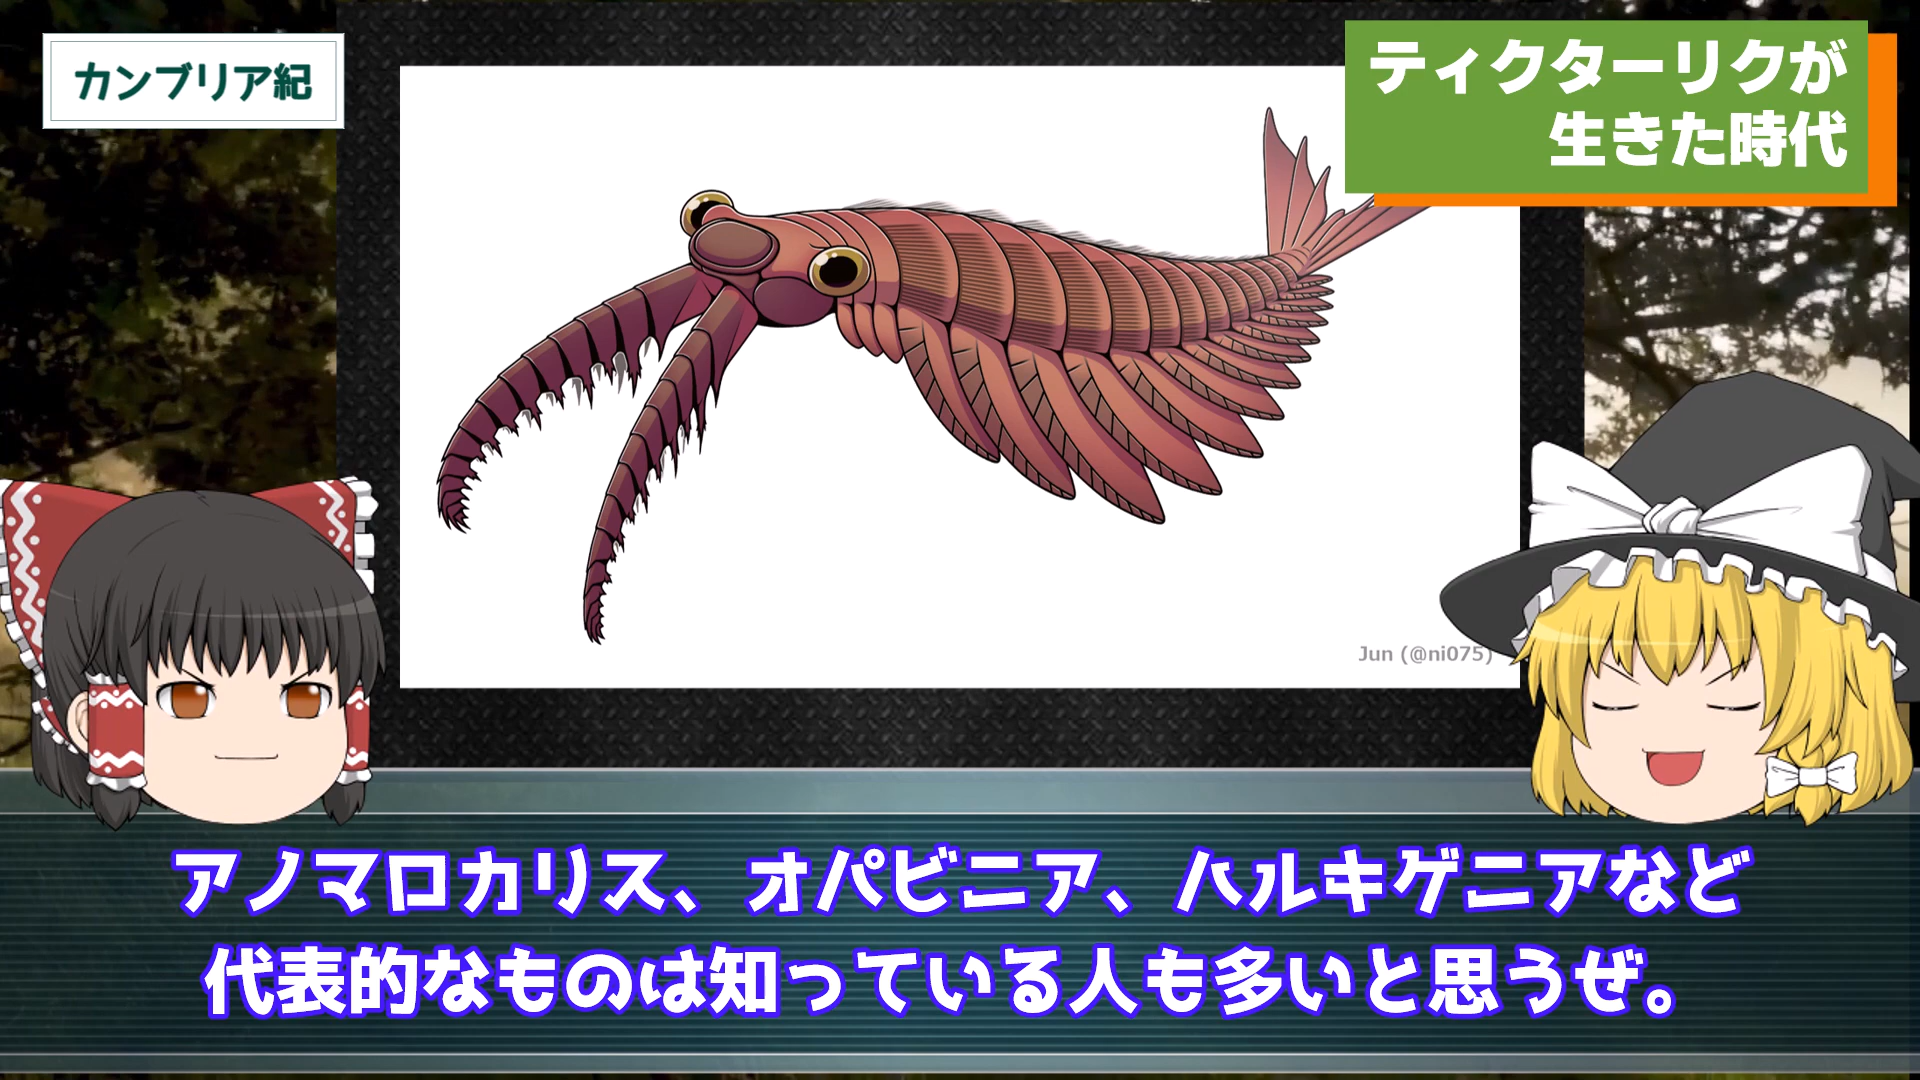 カンブリア紀
ティクターリクが
生きた時代
Jun (@ni075)
アノマロカリス、オパビニア、ハルキゲニアなど
代表的なものは知っている人も多いと思うぜ。